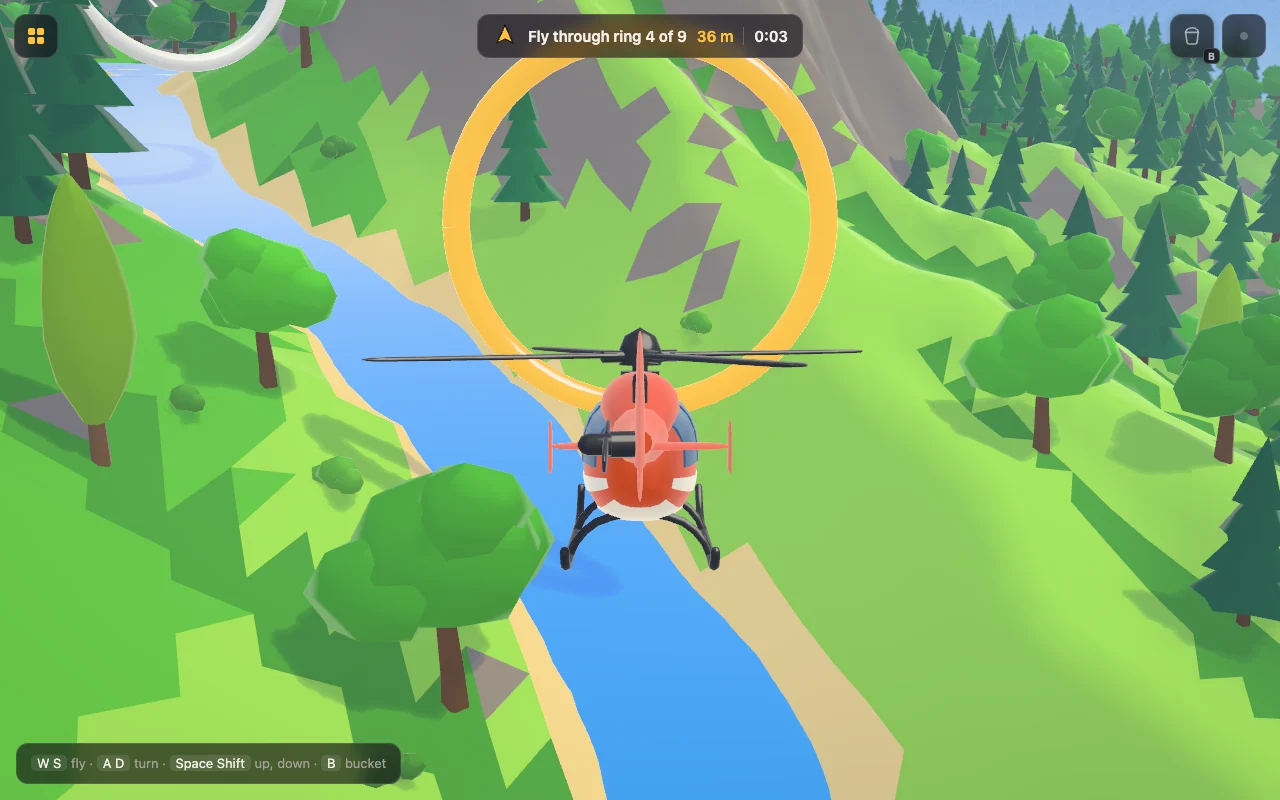 Fly through ring 4 of 9 36 m 0:03
B
W S fly · A D turn · Space Shift up, down · B bucket